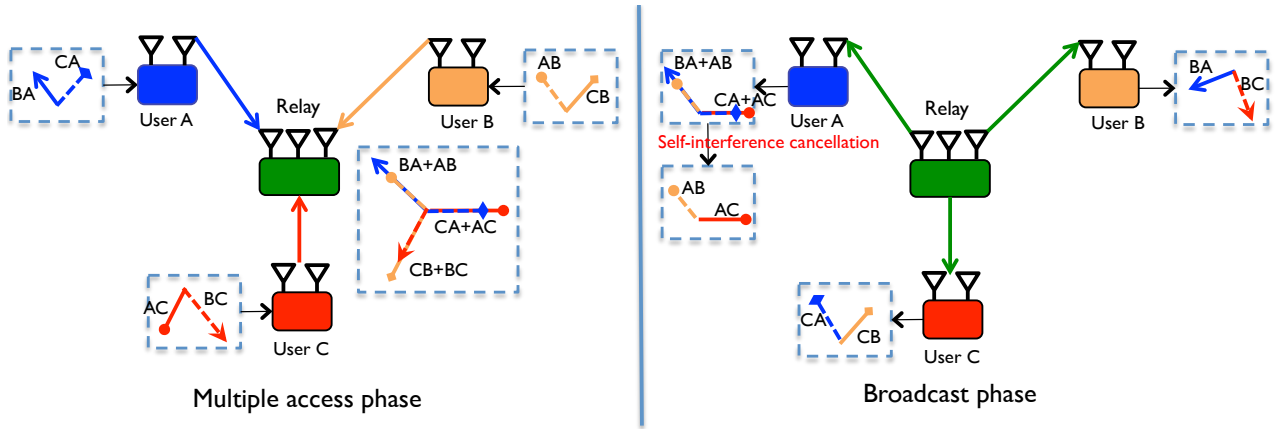 CA
BA
User A
Relay
AB
CB
User B
BA+AB
CA+AC
CB+BC
AC
BC
User C
Multiple access phase
BA+AB
CA+AC
User A
Self-interference cancellation
AB
AC
Relay
BA
BC
User B
CA
CB
User C
Broadcast phase